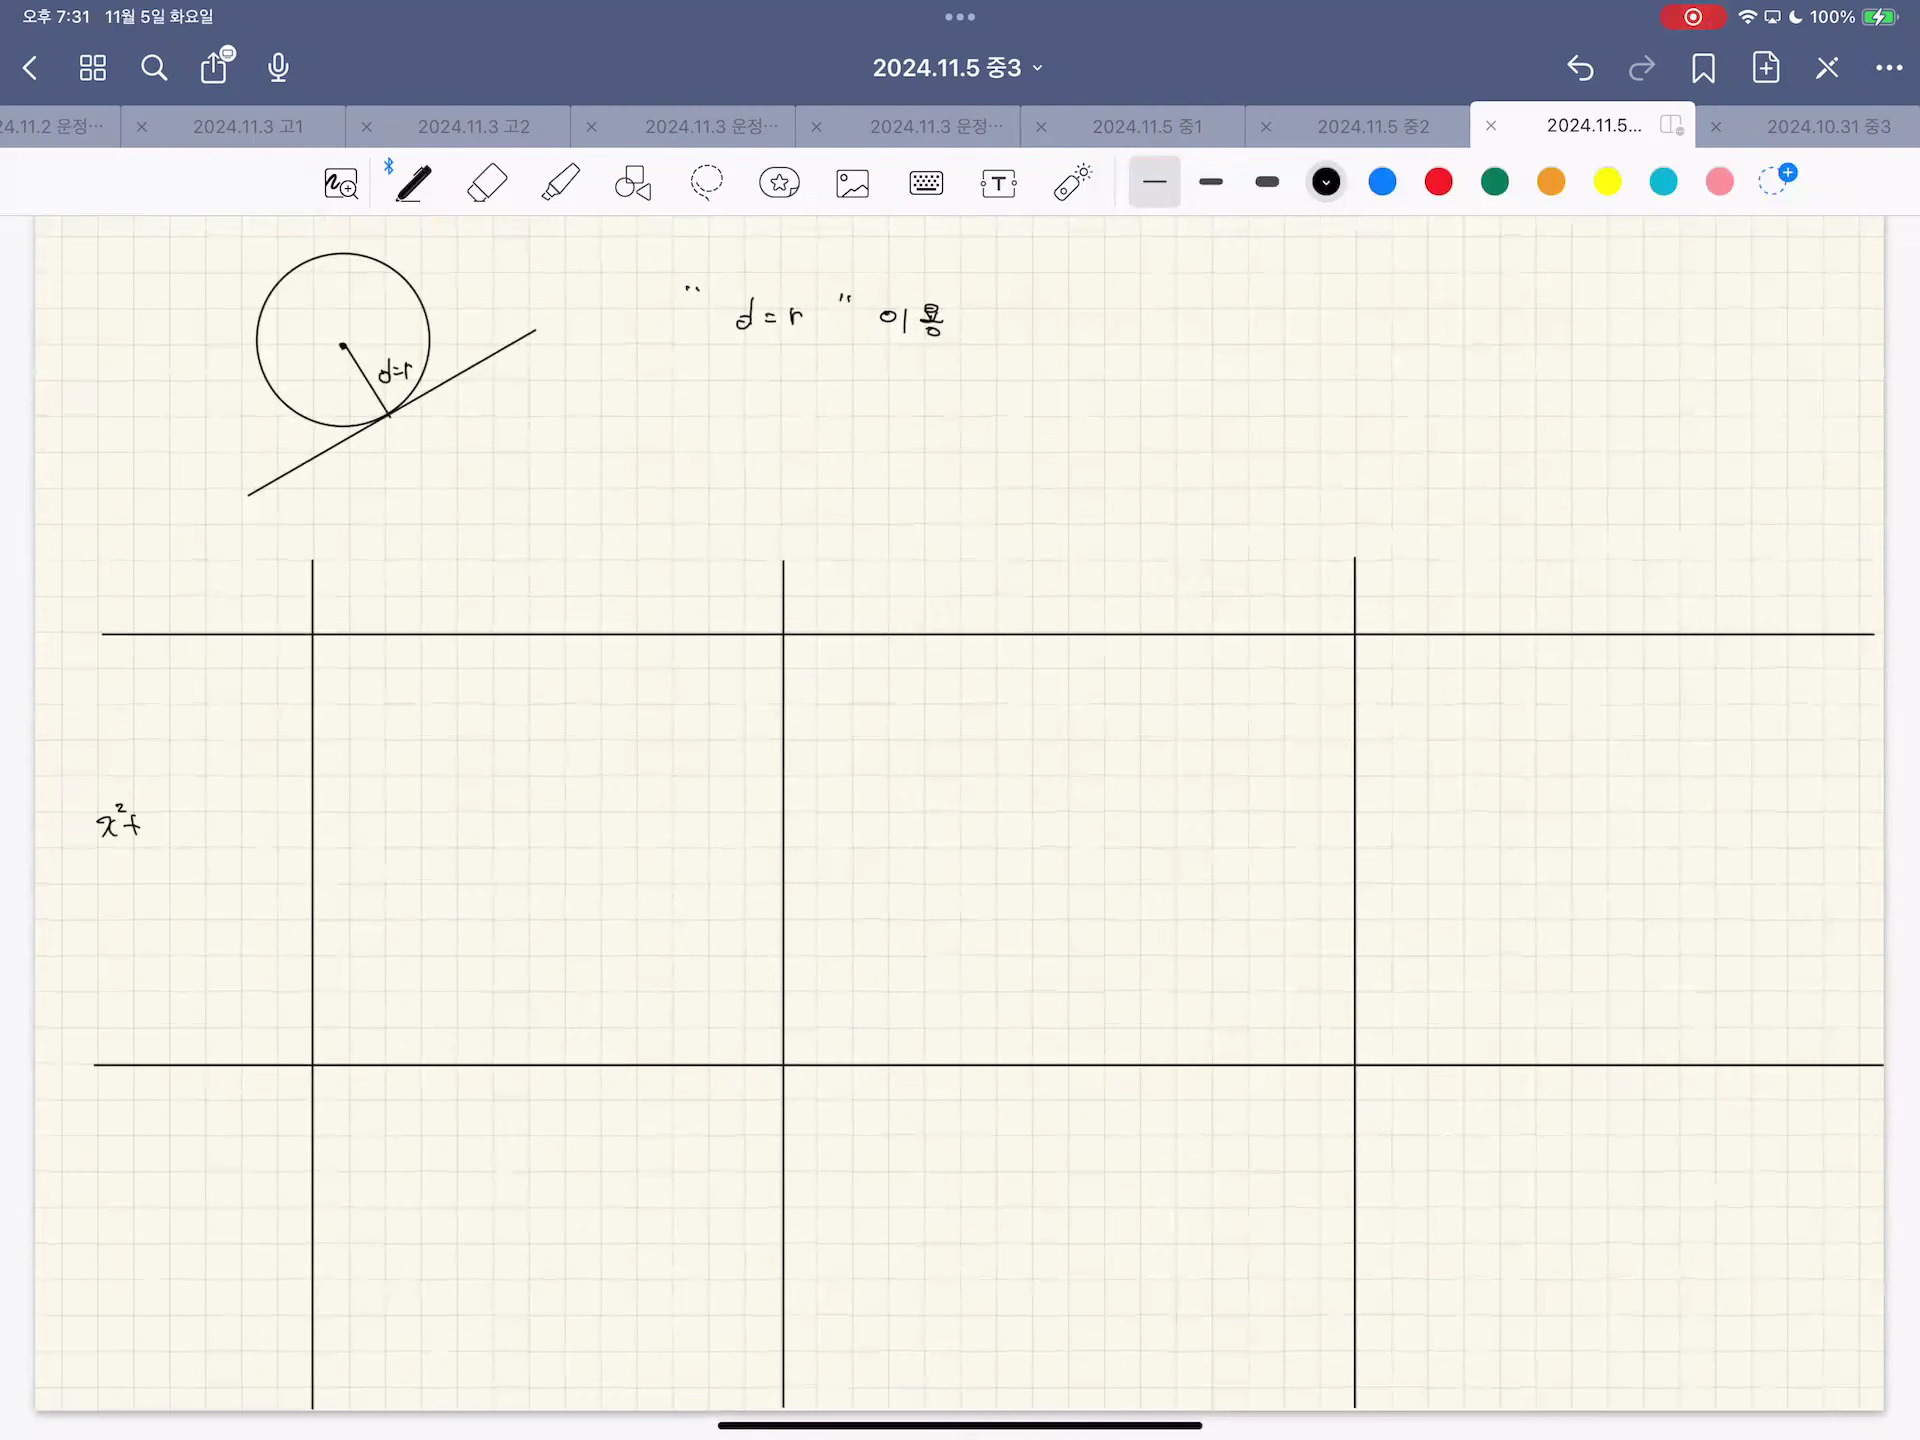 오후 7:31 11월 5일 화요일
100%
2024.11.5 중3
24.11.2 운정… 2024.11.3 고1 2024.11.3 고2 2024.11.3 운정… 2024.11.3 운정… 2024.11.5 중1 2024.11.5 중2 2024.11.5... 2024.10.31 중3
T
" d=r " 이용
d=r
x²+